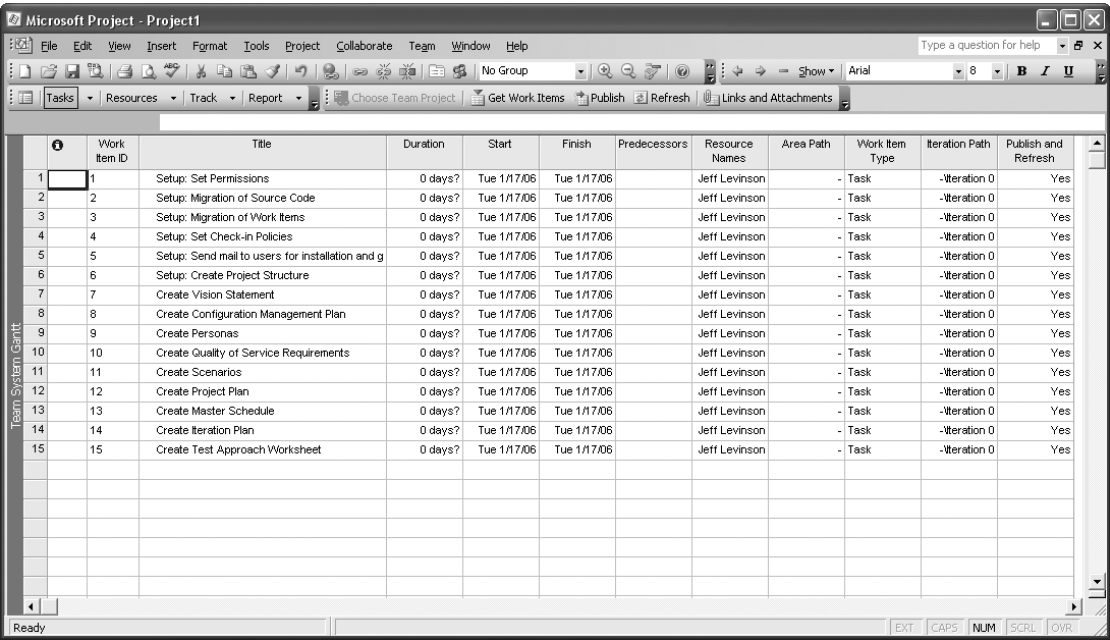 Microsoft Project - Project1
File Edit View Insert Format Tools Project Collaborate Team Window Help Type a question for help
No Group Show Arial 8 B I U
Tasks Resources Track Report Choose Team Project Get Work Items Publish Refresh Links and Attachments
Work Item ID Title Duration Start Finish Predecessors Resource Names Area Path Work Item Type Iteration Path Publish and Refresh
1 1 Setup: Set Permissions 0 days? Tue 1/17/06 Tue 1/17/06 Jeff Levinson - Task -\Iteration 0 Yes
2 2 Setup: Migration of Source Code 0 days? Tue 1/17/06 Tue 1/17/06 Jeff Levinson - Task -\Iteration 0 Yes
3 3 Setup: Migration of Work Items 0 days? Tue 1/17/06 Tue 1/17/06 Jeff Levinson - Task -\Iteration 0 Yes
4 4 Setup: Set Check-in Policies 0 days? Tue 1/17/06 Tue 1/17/06 Jeff Levinson - Task -\Iteration 0 Yes
5 5 Setup: Send mail to users for installation and g 0 days? Tue 1/17/06 Tue 1/17/06 Jeff Levinson - Task -\Iteration 0 Yes
6 6 Setup: Create Project Structure 0 days? Tue 1/17/06 Tue 1/17/06 Jeff Levinson - Task -\Iteration 0 Yes
7 7 Create Vision Statement 0 days? Tue 1/17/06 Tue 1/17/06 Jeff Levinson - Task -\Iteration 0 Yes
8 8 Create Configuration Management Plan 0 days? Tue 1/17/06 Tue 1/17/06 Jeff Levinson - Task -\Iteration 0 Yes
9 9 Create Personas 0 days? Tue 1/17/06 Tue 1/17/06 Jeff Levinson - Task -\Iteration 0 Yes
10 10 Create Quality of Service Requirements 0 days? Tue 1/17/06 Tue 1/17/06 Jeff Levinson - Task -\Iteration 0 Yes
11 11 Create Scenarios 0 days? Tue 1/17/06 Tue 1/17/06 Jeff Levinson - Task -\Iteration 0 Yes
12 12 Create Project Plan 0 days? Tue 1/17/06 Tue 1/17/06 Jeff Levinson - Task -\Iteration 0 Yes
13 13 Create Master Schedule 0 days? Tue 1/17/06 Tue 1/17/06 Jeff Levinson - Task -\Iteration 0 Yes
14 14 Create Iteration Plan 0 days? Tue 1/17/06 Tue 1/17/06 Jeff Levinson - Task -\Iteration 0 Yes
15 15 Create Test Approach Worksheet 0 days? Tue 1/17/06 Tue 1/17/06 Jeff Levinson - Task -\Iteration 0 Yes
Team System Gantt
Ready EXT CAPS NUM SCRL OVR